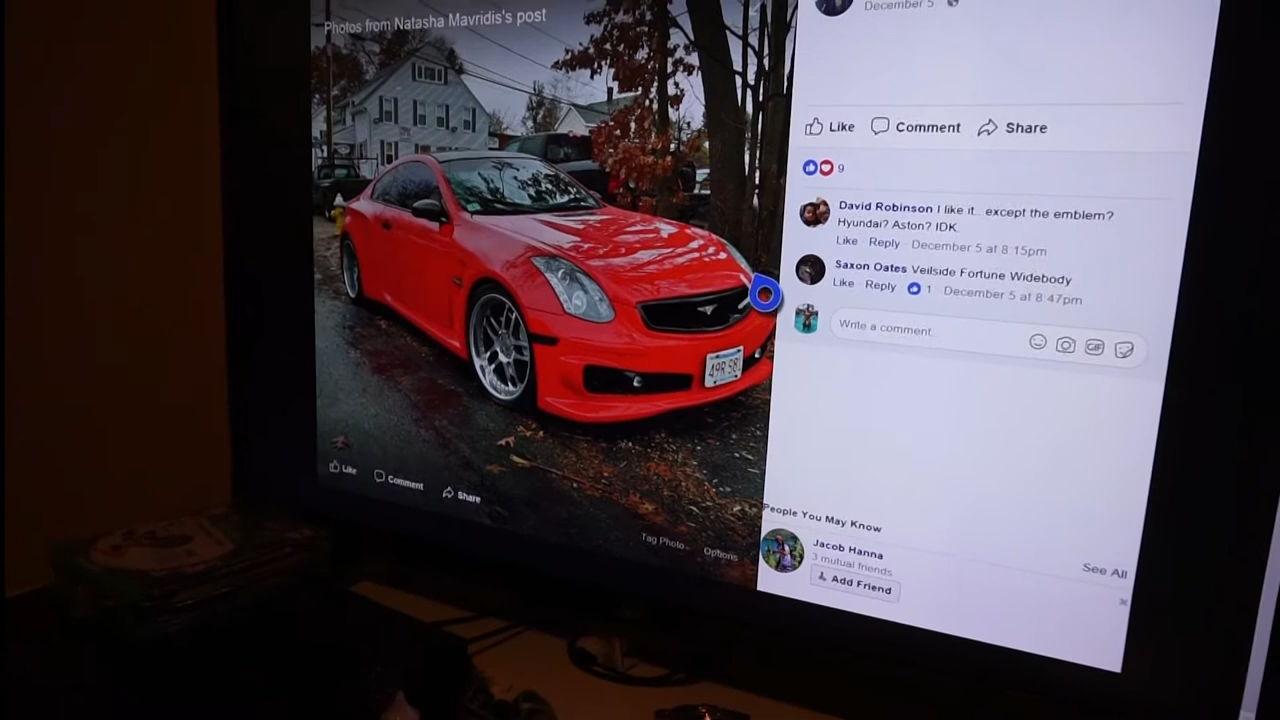 Photos from Natasha Mavridis's post
December 5
Like Comment Share
9
David Robinson I like it.. except the emblem?
Hyundai? Aston? IDK.
Like · Reply · December 5 at 8:15pm
Saxon Oates Veilside Fortune Widebody
Like · Reply · 1 · December 5 at 8:47pm
Write a comment...
GIF
Like Comment Share
Tag Photo Options
People You May Know
See All
Jacob Hanna
3 mutual friends
Add Friend